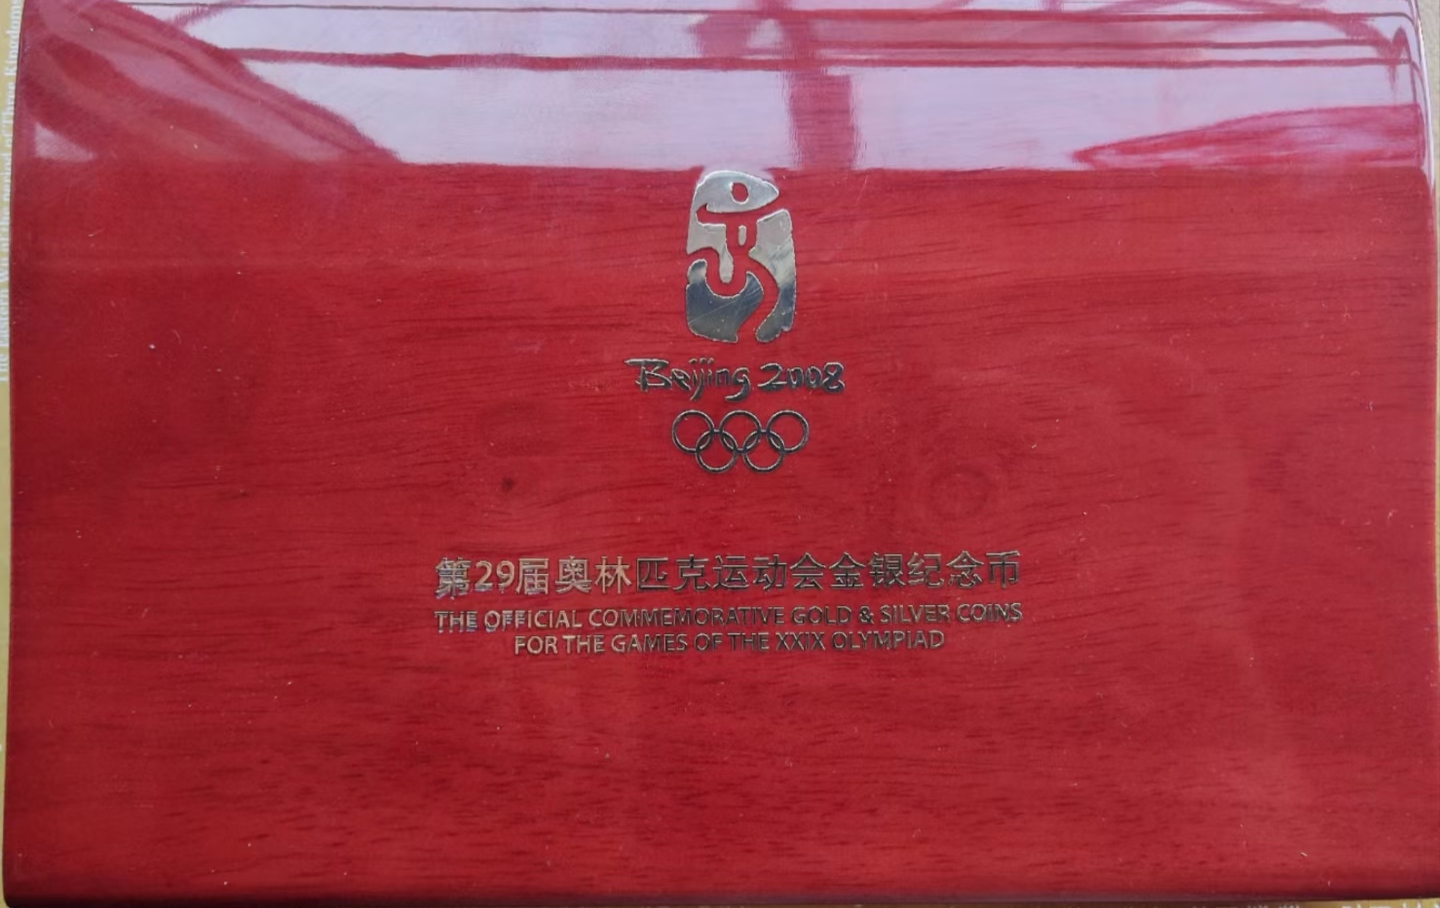 Beijing 2008
第29届奥林匹克运动会金银纪念币
THE OFFICIAL COMMEMORATIVE GOLD & SILVER COINS
FOR THE GAMES OF THE XXIX OLYMPIAD